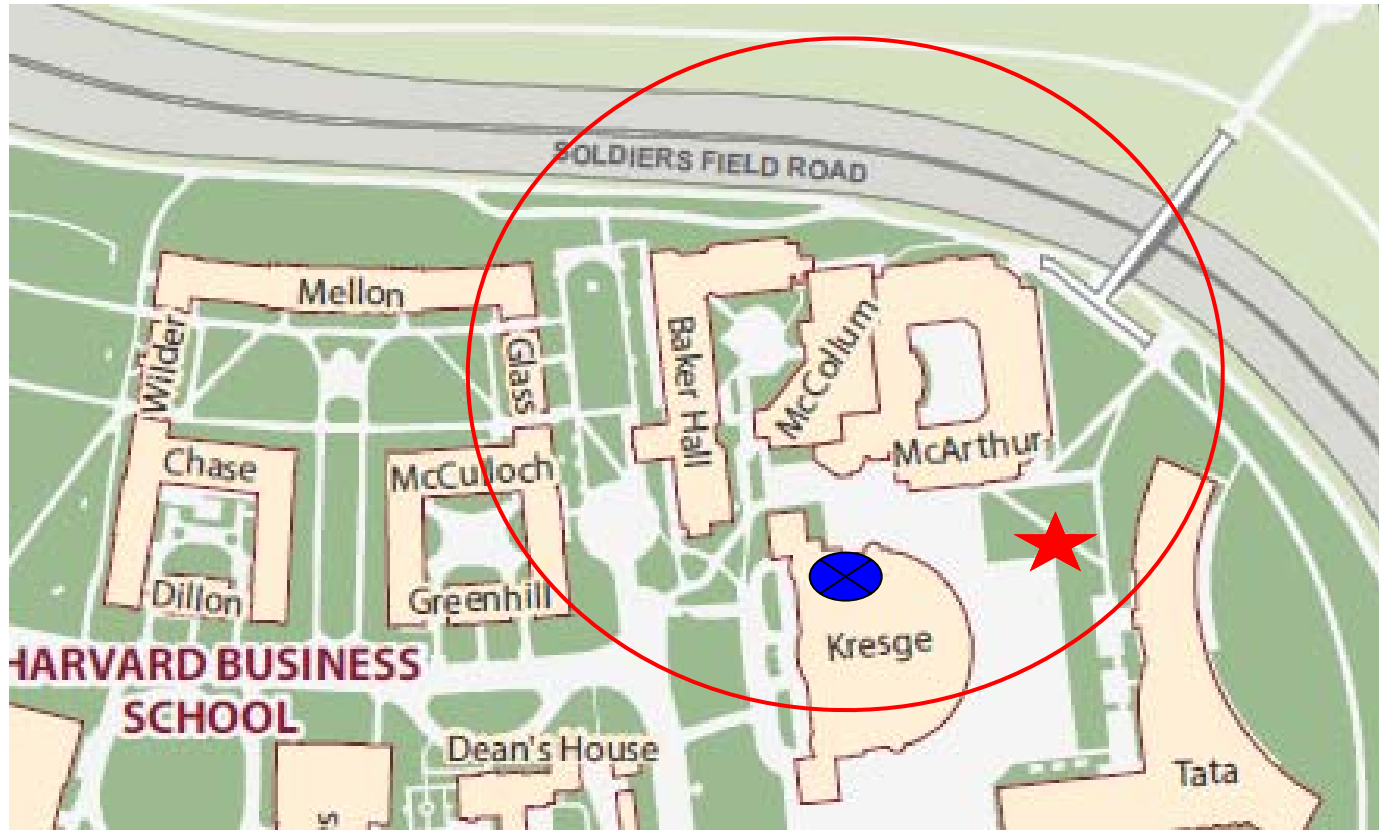 SOLDIERS FIELD ROAD
Mellon
Wilder
Glass
Baker Hall
McCollum
McArthur
Chase
McCulloch
Dillon
Greenhill
Kresge
HARVARD BUSINESS
SCHOOL
Dean's House
Tata